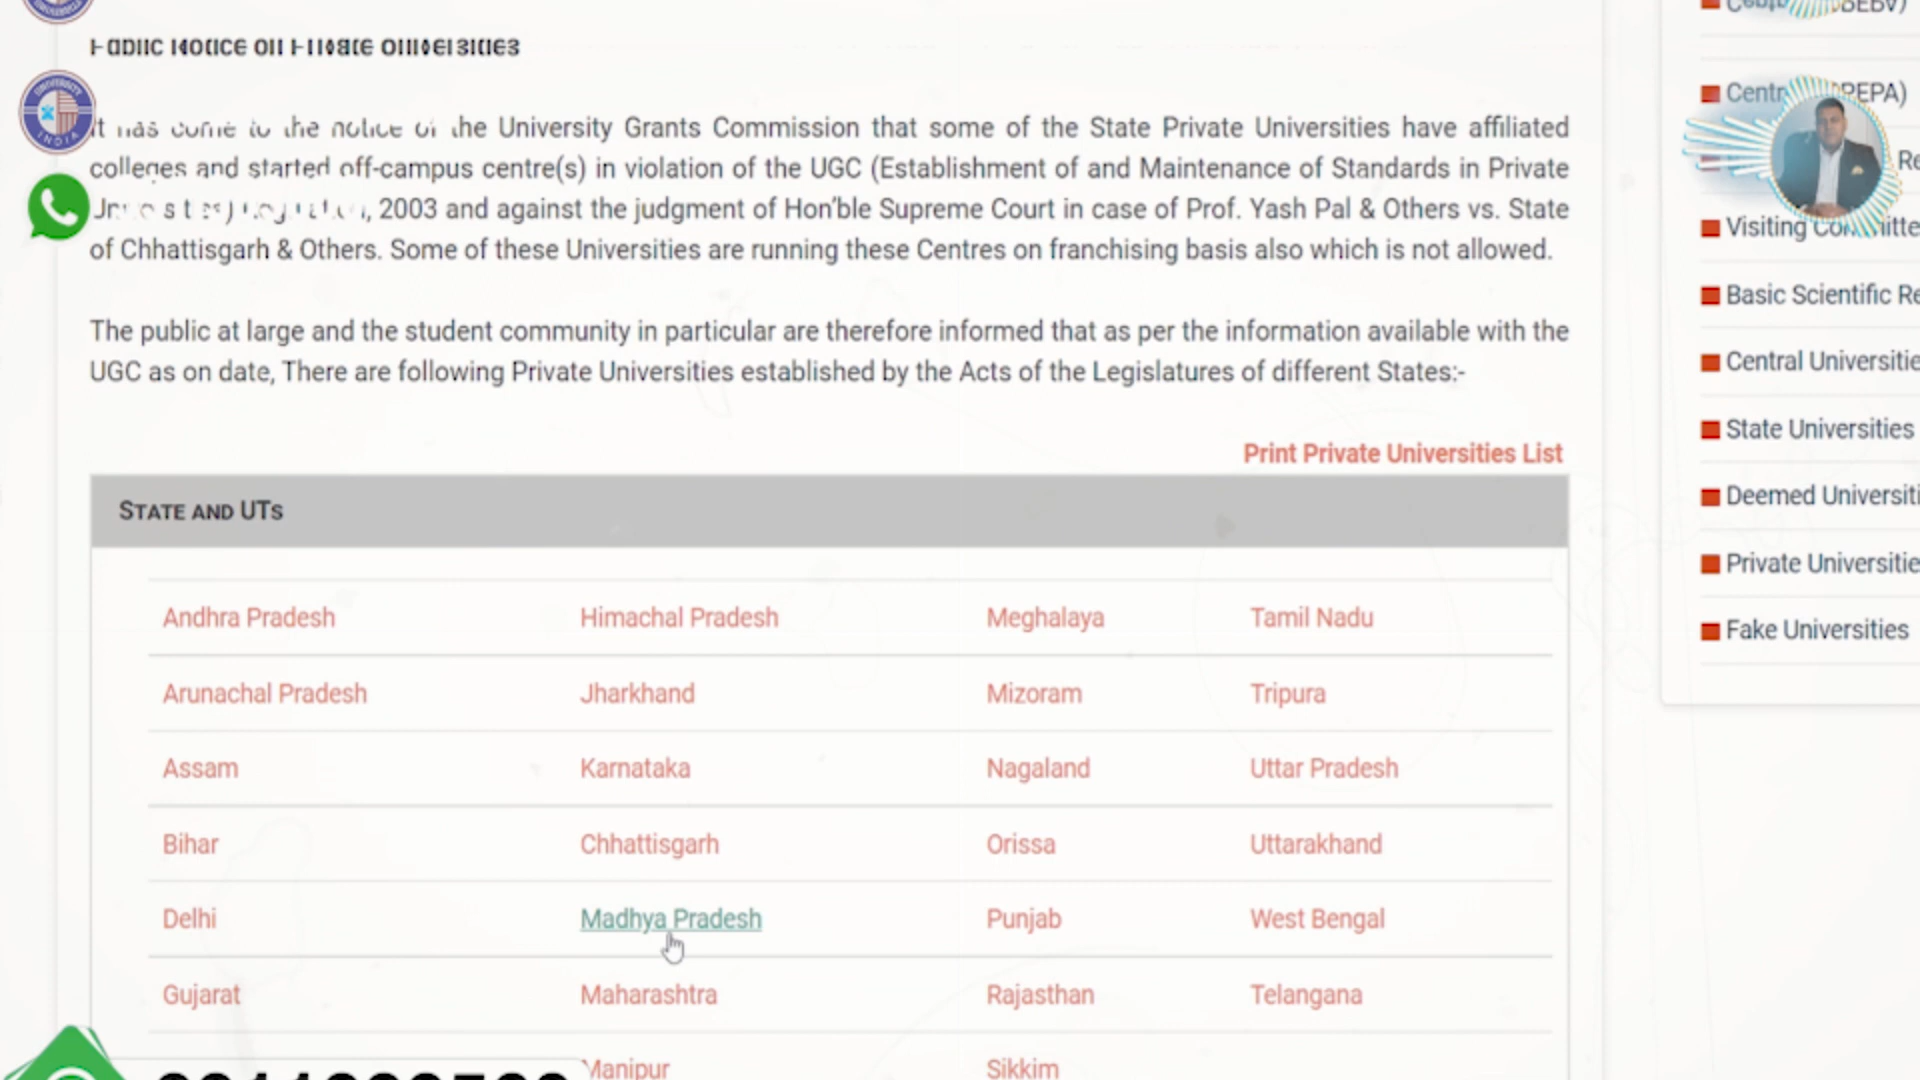 It has come to the notice of the University Grants Commission that some of the State Private Universities have affiliated
colleges and started off-campus centre(s) in violation of the UGC (Establishment of and Maintenance of Standards in Private
2003 and against the judgment of Hon'ble Supreme Court in case of Prof. Yash Pal & Others vs. State
of Chhattisgarh & Others. Some of these Universities are running these Centres on franchising basis also which is not allowed.
The public at large and the student community in particular are therefore informed that as per the information available with the
UGC as on date, There are following Private Universities established by the Acts of the Legislatures of different States:-
Print Private Universities List
STATE AND UTs
Andhra Pradesh Himachal Pradesh Meghalaya Tamil Nadu
Arunachal Pradesh Jharkhand Mizoram Tripura
Assam Karnataka Nagaland Uttar Pradesh
Bihar Chhattisgarh Orissa Uttarakhand
Delhi Madhya Pradesh Punjab West Bengal
Gujarat Maharashtra Rajasthan Telangana
Manipur Sikkim
Visiting
Basic Scientific Re
Central Universitie
State Universities
Deemed Universiti
Private Universitie
Fake Universities
UNIVERSITY
INDIA